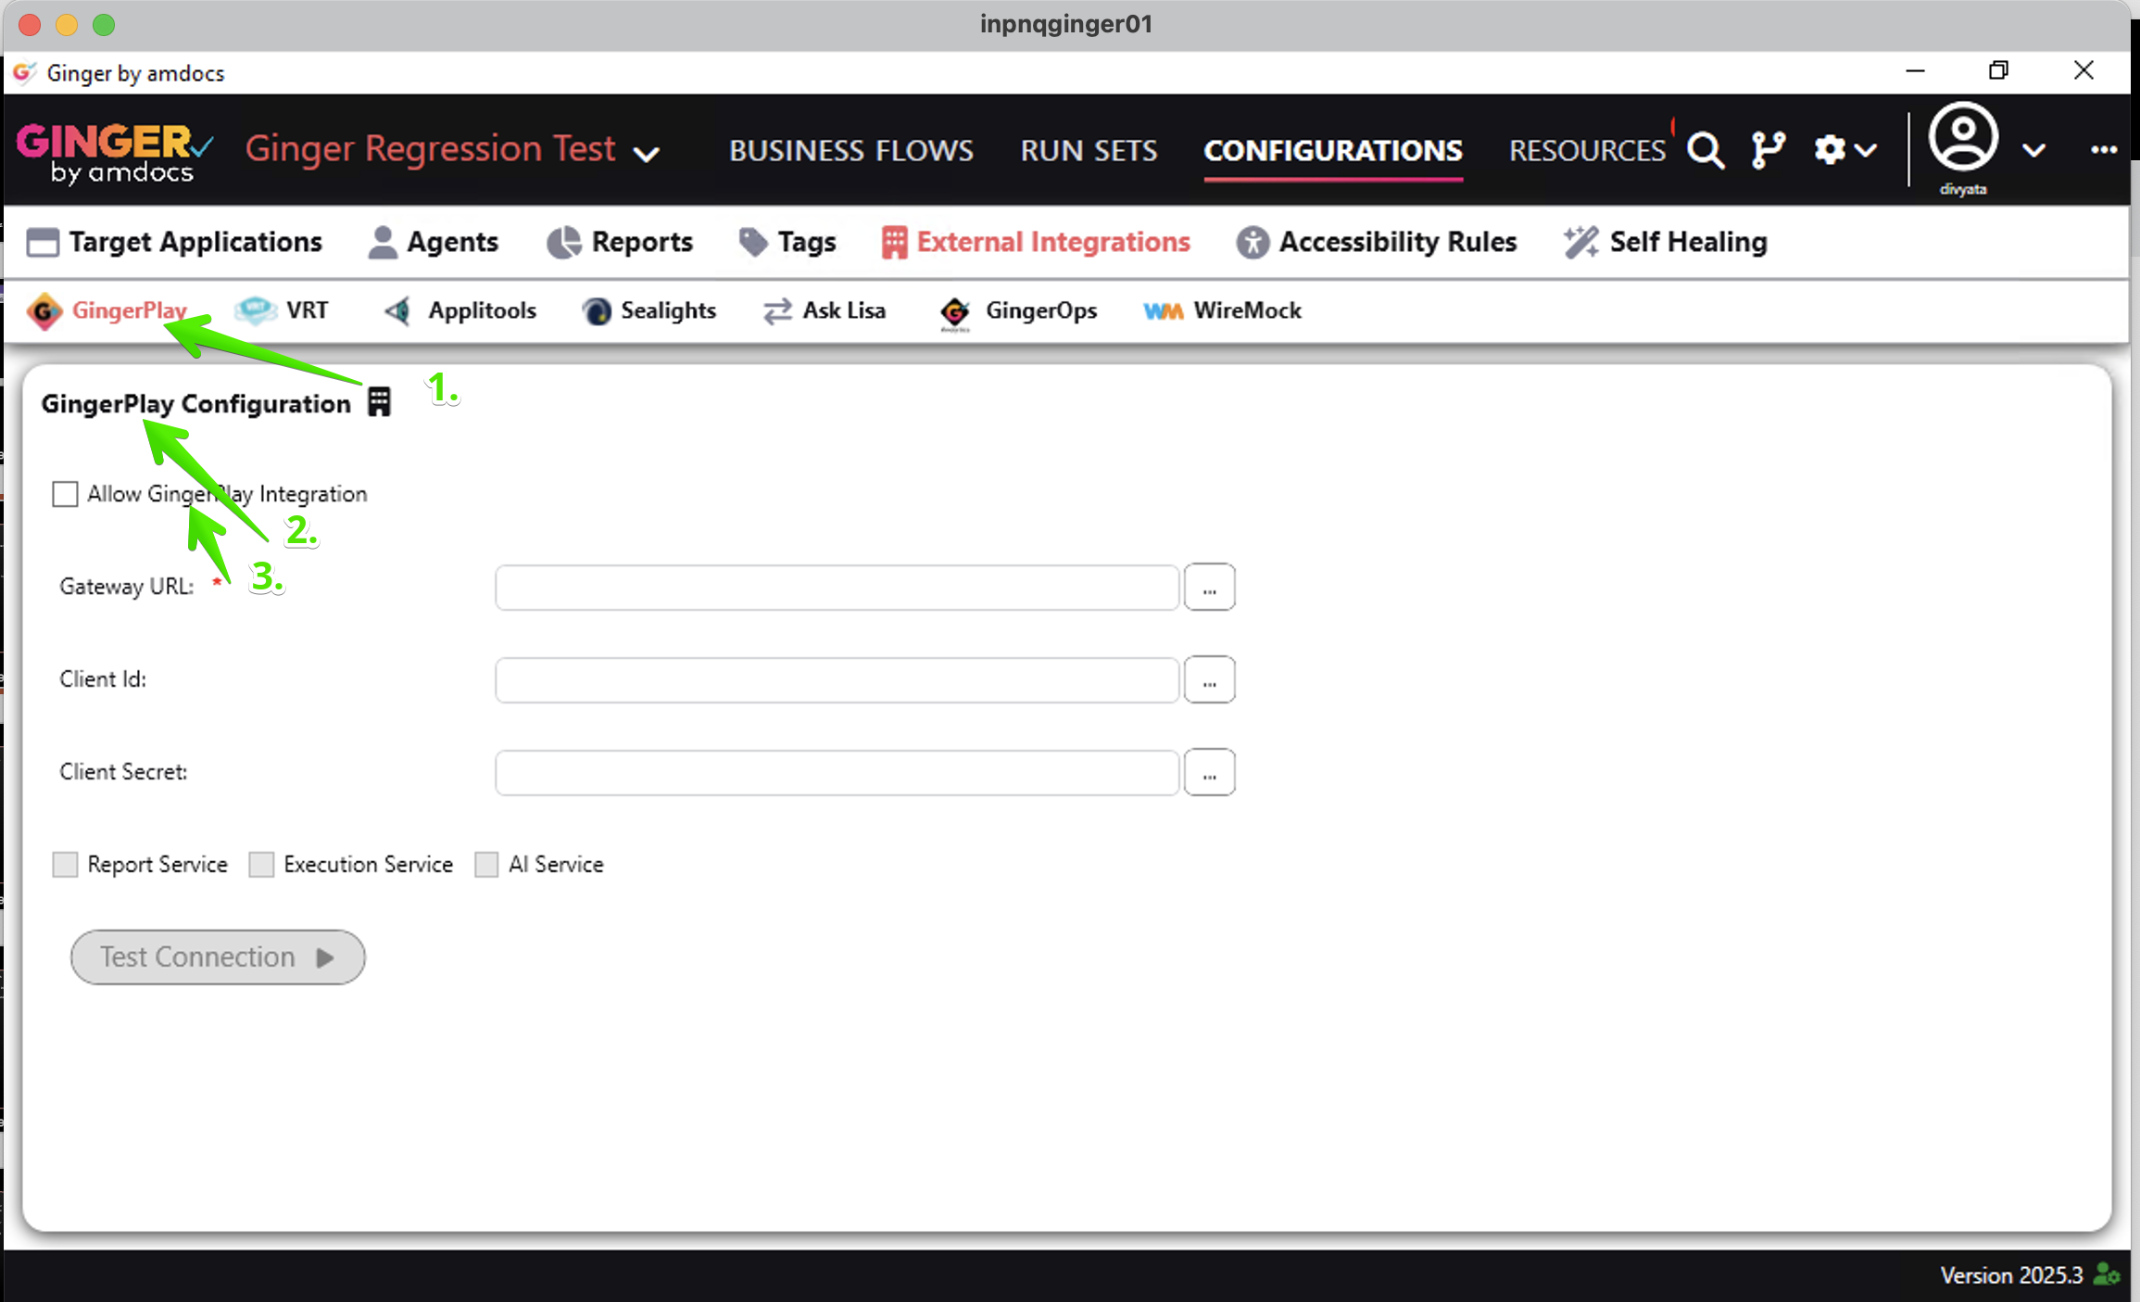 inpnqginger01
Ginger by amdocs
GINGER by amdocs
Ginger Regression Test
BUSINESS FLOWS
RUN SETS
CONFIGURATIONS
RESOURCES
divyata
Target Applications
Agents
Reports
Tags
External Integrations
Accessibility Rules
Self Healing
GingerPlay
VRT
Applitools
Sealights
Ask Lisa
GingerOps
WireMock
1.
GingerPlay Configuration
Allow GingerPlay Integration
2.
3.
Gateway URL: *
...
Client Id:
...
Client Secret:
...
Report Service
Execution Service
AI Service
Test Connection
Version 2025.3